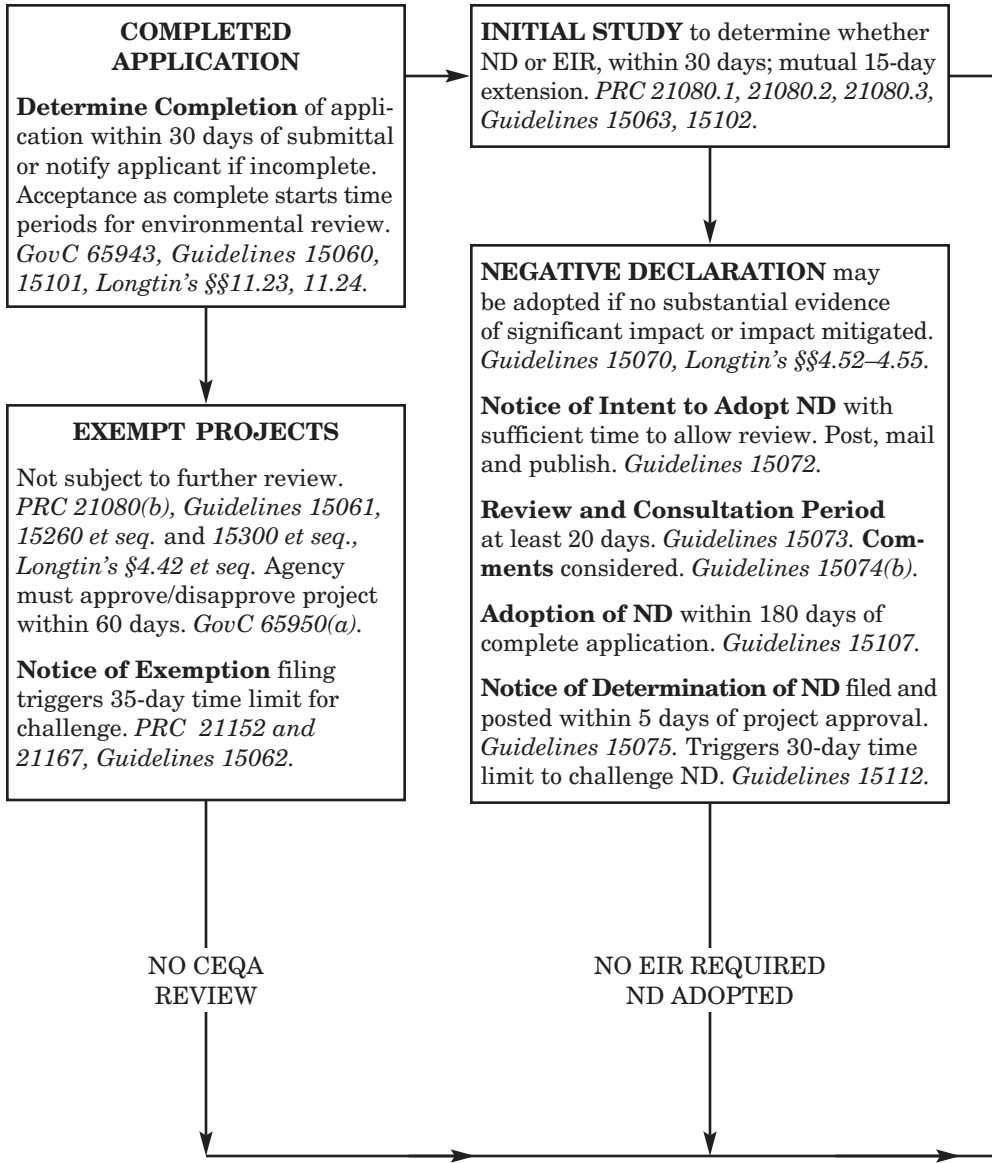 COMPLETED
APPLICATION
Determine Completion of appli-
cation within 30 days of submittal
or notify applicant if incomplete.
Acceptance as complete starts time
periods for environmental review.
GovC 65943, Guidelines 15060,
15101, Longtin's §§11.23, 11.24.
EXEMPT PROJECTS
Not subject to further review.
PRC 21080(b), Guidelines 15061,
15260 et seq. and 15300 et seq.,
Longtin's §4.42 et seq. Agency
must approve/disapprove project
within 60 days. GovC 65950(a).
Notice of Exemption filing
triggers 35-day time limit for
challenge. PRC 21152 and
21167, Guidelines 15062.
NO CEQA
REVIEW
INITIAL STUDY to determine whether
ND or EIR, within 30 days; mutual 15-day
extension. PRC 21080.1, 21080.2, 21080.3,
Guidelines 15063, 15102.
NEGATIVE DECLARATION may
be adopted if no substantial evidence
of significant impact or impact mitigated.
Guidelines 15070, Longtin's §§4.52–4.55.
Notice of Intent to Adopt ND with
sufficient time to allow review. Post, mail
and publish. Guidelines 15072.
Review and Consultation Period
at least 20 days. Guidelines 15073. Com-
ments considered. Guidelines 15074(b).
Adoption of ND within 180 days of
complete application. Guidelines 15107.
Notice of Determination of ND filed and
posted within 5 days of project approval.
Guidelines 15075. Triggers 30-day time
limit to challenge ND. Guidelines 15112.
NO EIR REQUIRED
ND ADOPTED